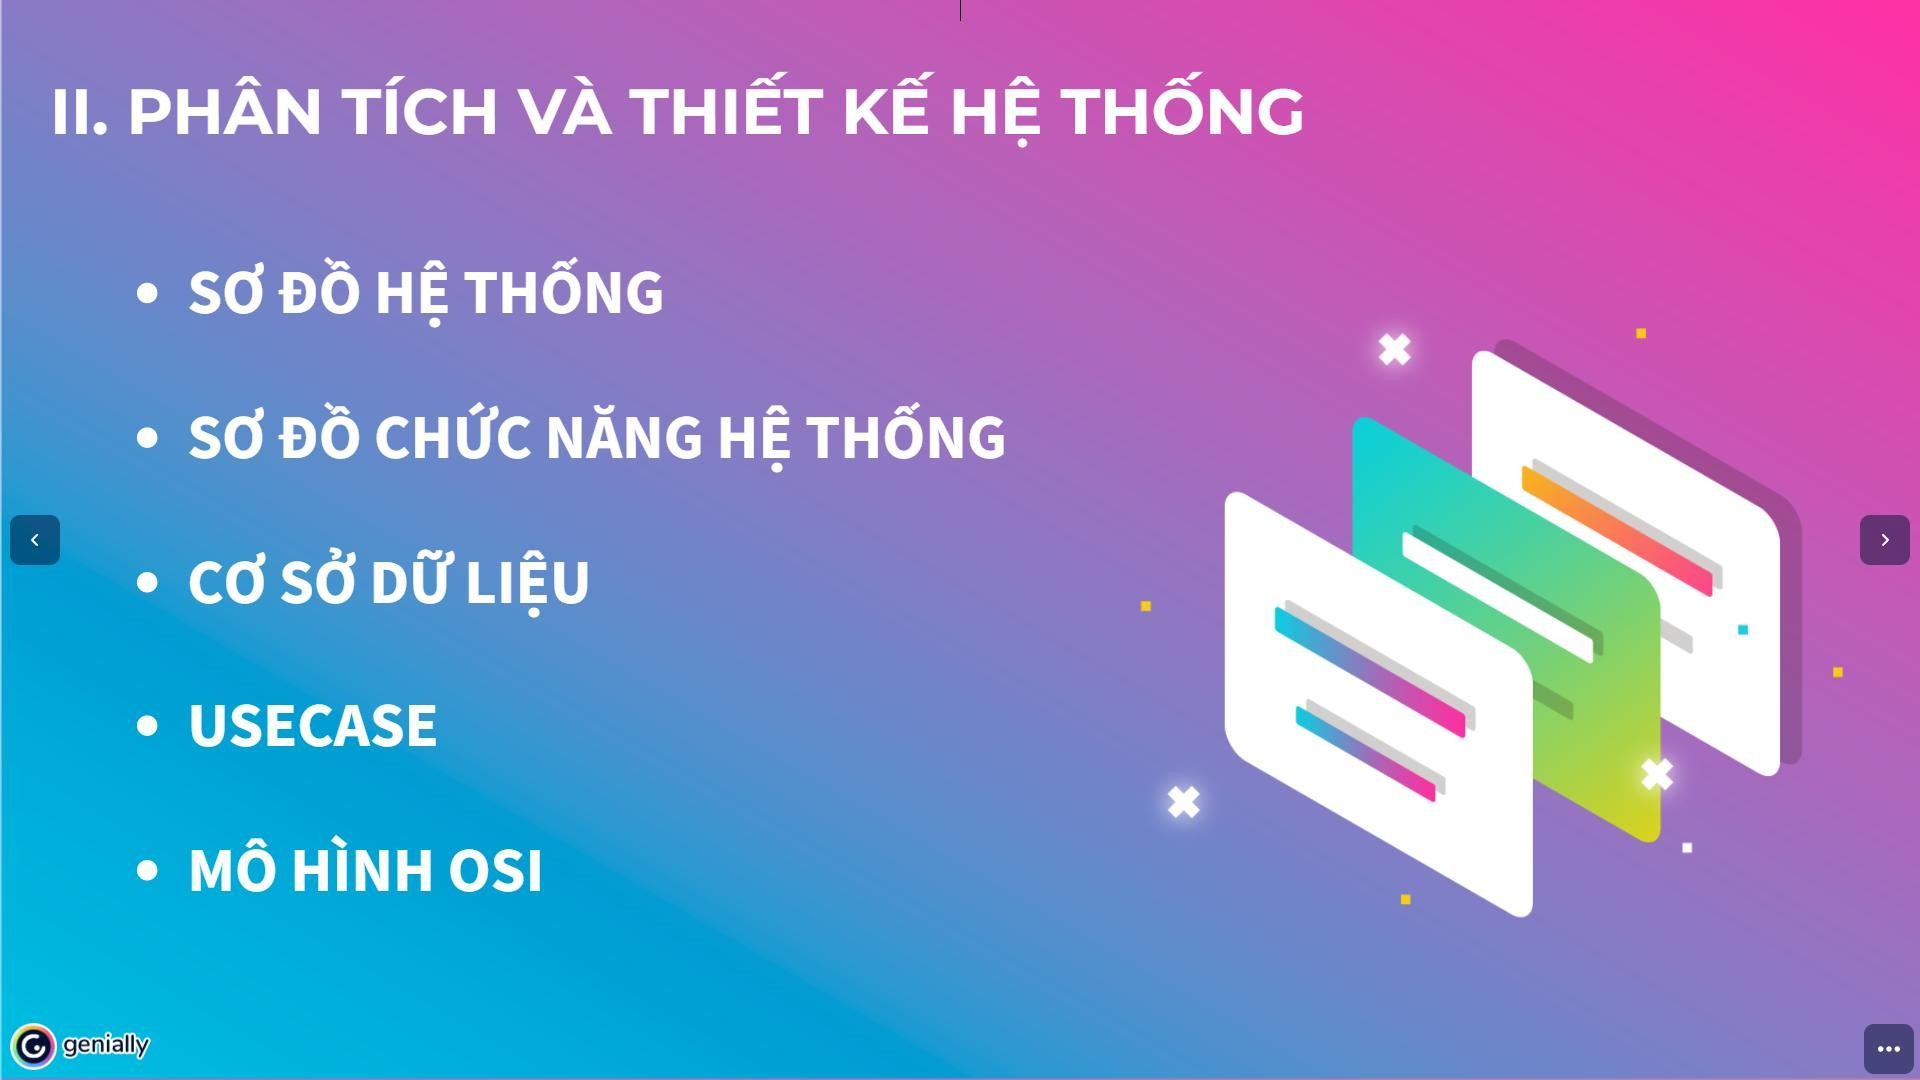 II. PHÂN TÍCH VÀ THIẾT KẾ HỆ THỐNG
• SƠ ĐỒ HỆ THỐNG
• SƠ ĐỒ CHỨC NĂNG HỆ THỐNG
• CƠ SỞ DỮ LIỆU
• USECASE
• MÔ HÌNH OSI
genially